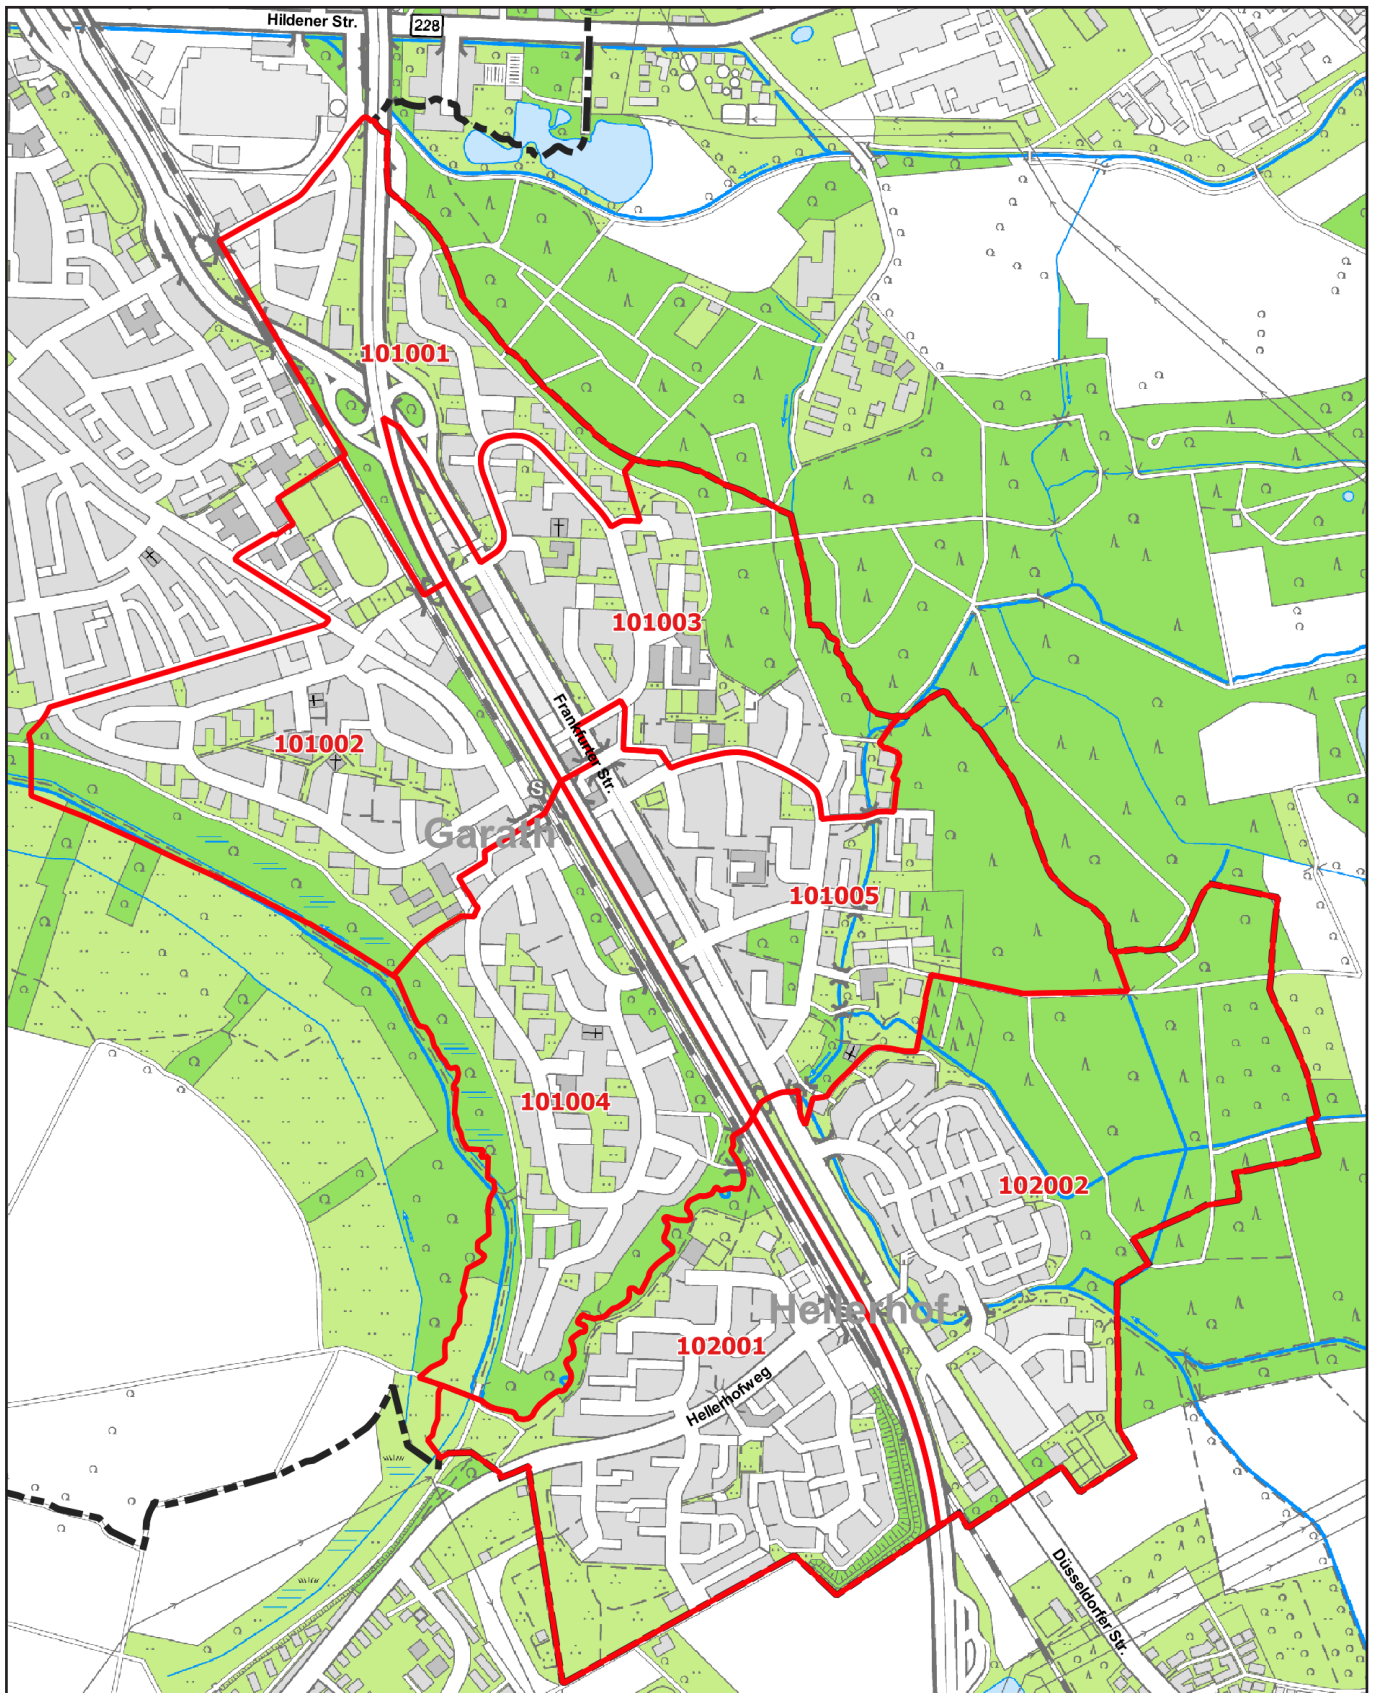 Hildener Str.
228
101001
101003
Frankfurter Str.
101002
S
Garath
101005
101004
102002
Hellerhof
102001
Hellerhofweg
Düsseldorfer Str.